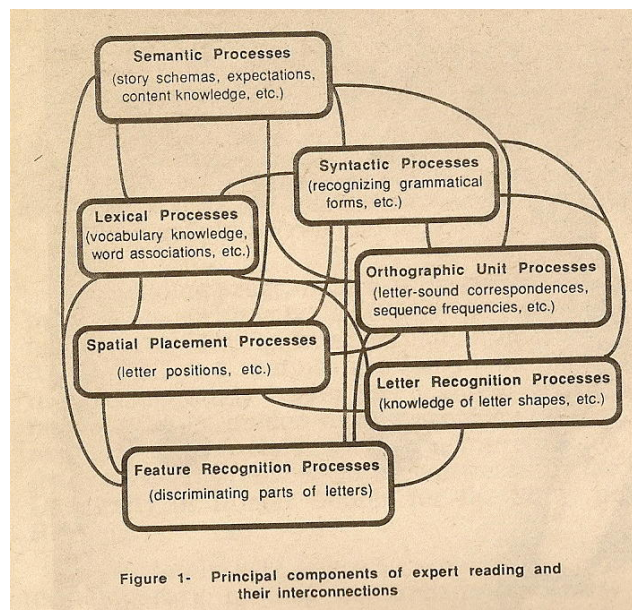 Semantic Processes
(story schemas, expectations,
content knowledge, etc.)
Syntactic Processes
(recognizing grammatical
forms, etc.)
Lexical Processes
(vocabulary knowledge,
word associations, etc.)
Orthographic Unit Processes
(letter-sound correspondences,
sequence frequencies, etc.)
Spatial Placement Processes
(letter positions, etc.)
Letter Recognition Processes
(knowledge of letter shapes, etc.)
Feature Recognition Processes
(discriminating parts of letters)
Figure 1- Principal components of expert reading and
their interconnections